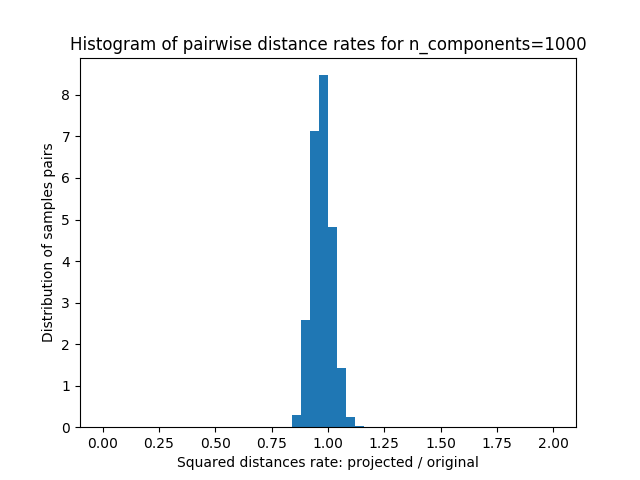 Histogram of pairwise distance rates for n_components=1000
Distribution of samples pairs
8
7
6
5
4
3
2
1
0
0.00 0.25 0.50 0.75 1.00 1.25 1.50 1.75 2.00
Squared distances rate: projected / original